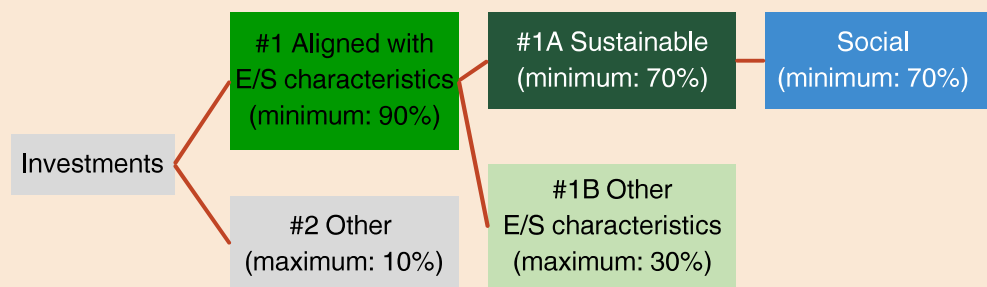 Investments
#1 Aligned with
E/S characteristics
(minimum: 90%)
#2 Other
(maximum: 10%)
#1A Sustainable
(minimum: 70%)
#1B Other
E/S characteristics
(maximum: 30%)
Social
(minimum: 70%)